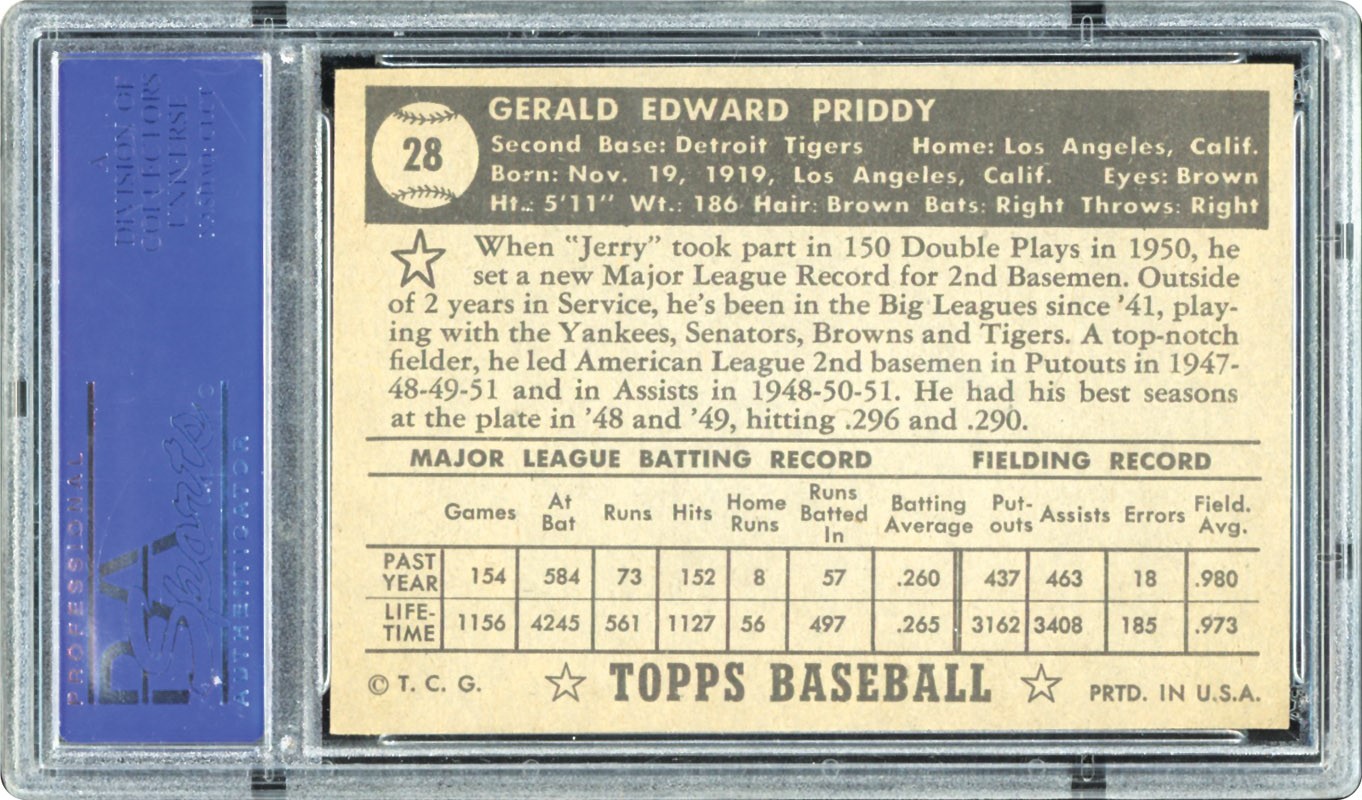 A
DIVISION OF
COLLECTORS
UNIVERSE
NASDAQ: CLCT
PROFESSIONAL
PSA
Sports
AUTHENTICATOR
28
GERALD EDWARD PRIDDY
Second Base: Detroit Tigers Home: Los Angeles, Calif.
Born: Nov. 19, 1919, Los Angeles, Calif. Eyes: Brown
Ht.: 5'11" Wt.: 186 Hair: Brown Bats: Right Throws: Right
When "Jerry" took part in 150 Double Plays in 1950, he
set a new Major League Record for 2nd Basemen. Outside
of 2 years in Service, he's been in the Big Leagues since '41, play-
ing with the Yankees, Senators, Browns and Tigers. A top-notch
fielder, he led American League 2nd basemen in Putouts in 1947-
48-49-51 and in Assists in 1948-50-51. He had his best seasons
at the plate in '48 and '49, hitting .296 and .290.
MAJOR LEAGUE BATTING RECORD FIELDING RECORD
Games At Bat Runs Hits Home Runs Runs Batted In Batting Average Put-outs Assists Errors Field. Avg.
PAST YEAR 154 584 73 152 8 57 .260 437 463 18 .980
LIFE-TIME 1156 4245 561 1127 56 497 .265 3162 3408 185 .973
© T. C. G. TOPPS BASEBALL PRTD. IN U.S.A.